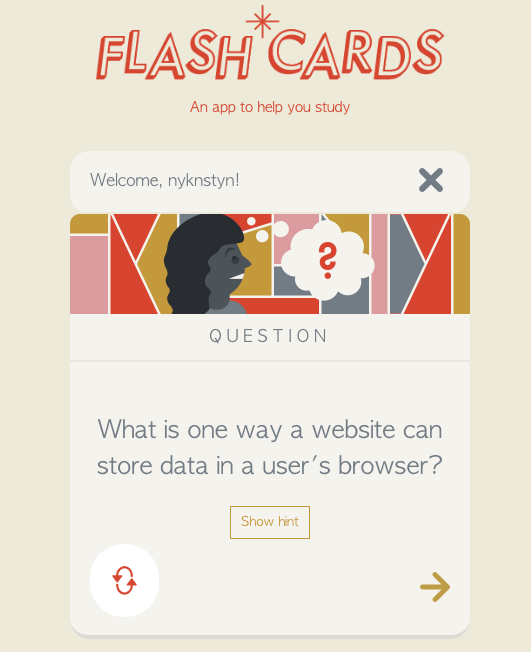 FLASH CARDS
An app to help you study
Welcome, nyknstyn!
?
QUESTION
What is one way a website can
store data in a user's browser?
Show hint